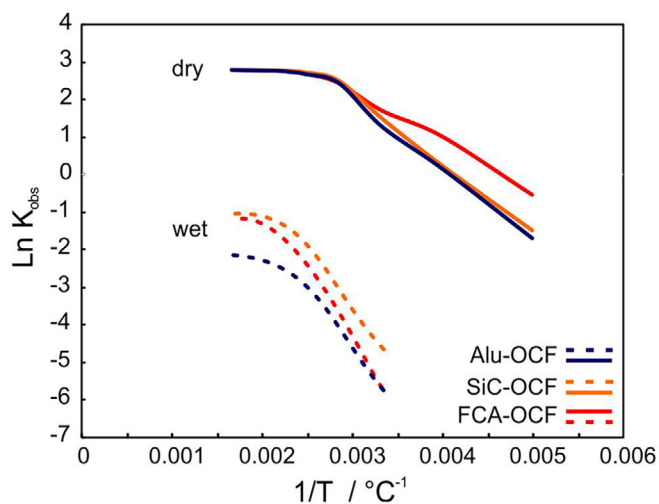 4
3
dry
2
1
0
-1
wet
-2
-3
-4
-5
-6
-7
Ln K_obs
Alu-OCF
SiC-OCF
FCA-OCF
0
0.001
0.002
0.003
0.004
0.005
0.006
1/T / °C⁻¹